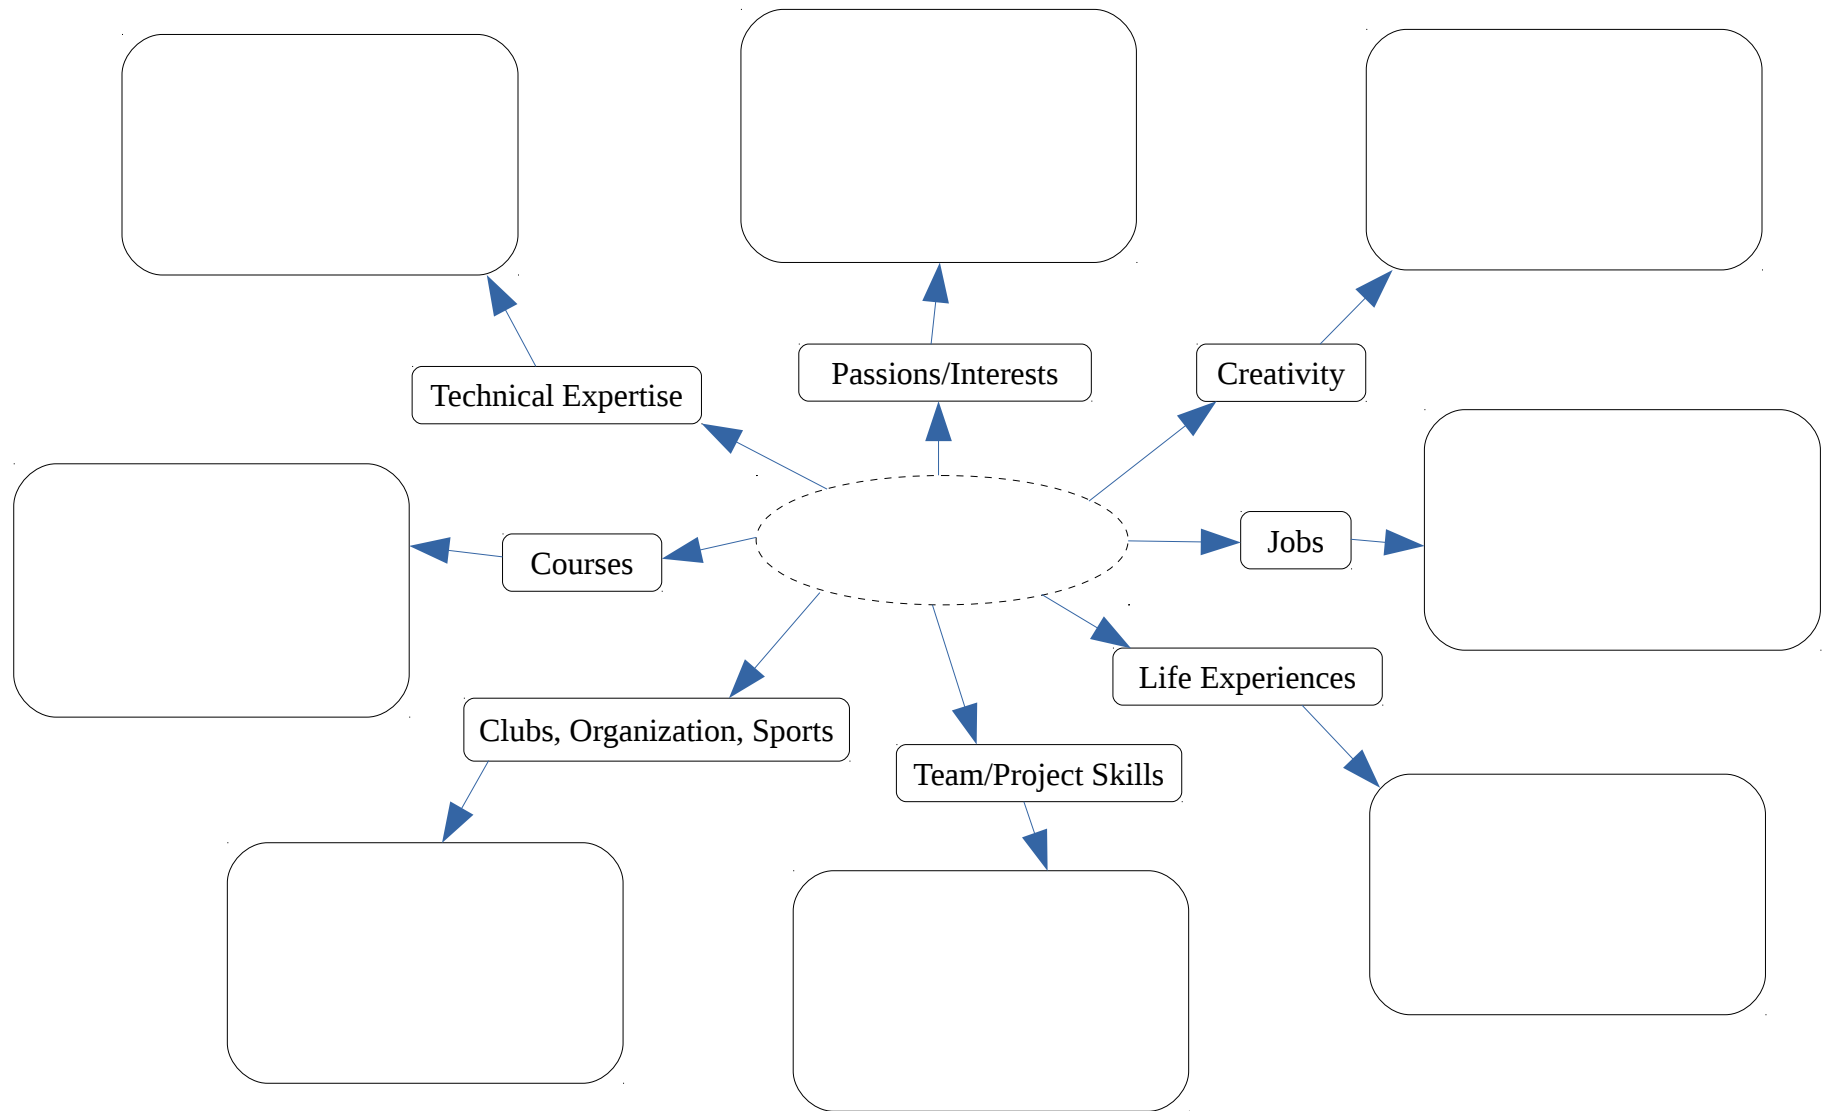 Passions/Interests
Creativity
Technical Expertise
Jobs
Courses
Life Experiences
Clubs, Organization, Sports
Team/Project Skills